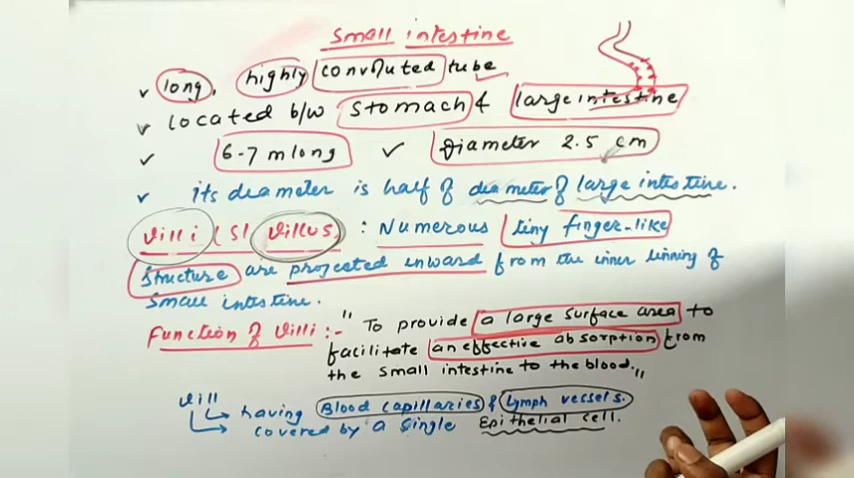 Small intestine
long, highly convoluted tube
located b/w stomach & large intestine
6-7 m long ✓ Diameter 2.5 cm
its diameter is half of diameter of large intestine.
Villi (SI Villus) : Numerous tiny finger-like
structure are projected inward from the inner linning of
small intestine.
Function of Villi :- " To provide a large surface area to
facilitate an effective absorption from
the small intestine to the blood. "
Vill
having Blood capillaries & Lymph vessels.
covered by a single Epithelial cell.